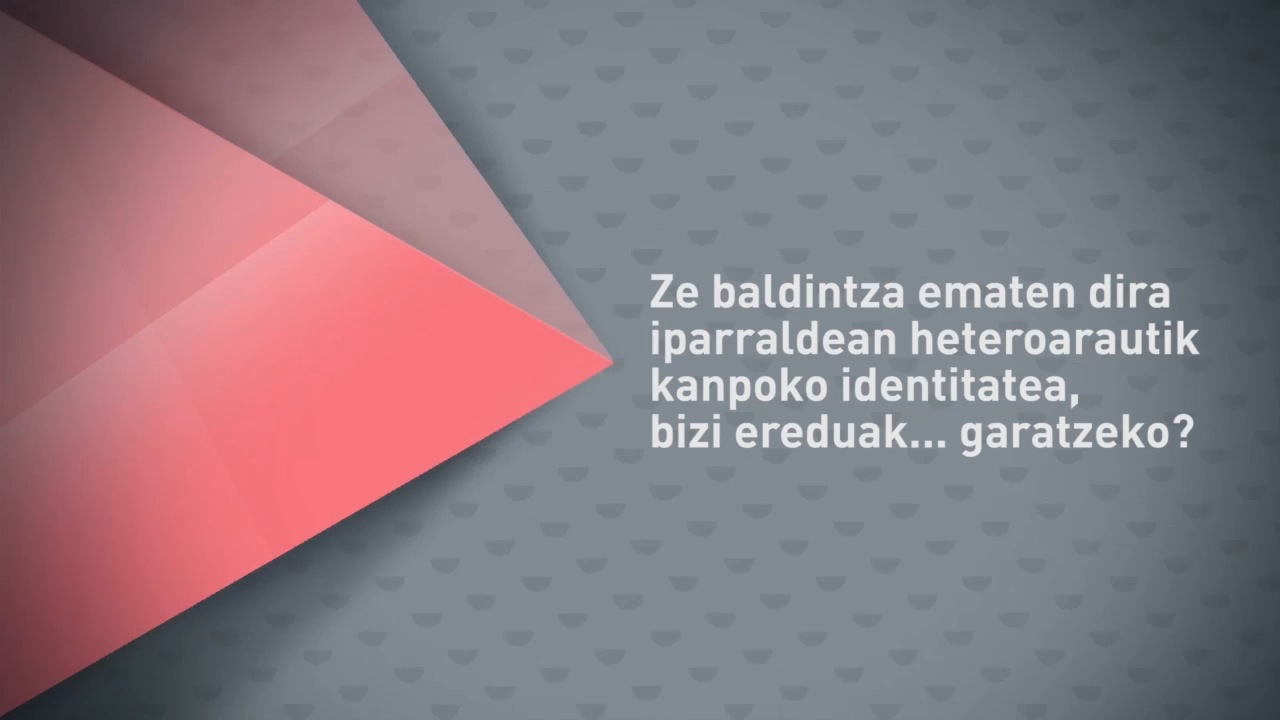 Ze baldintza ematen dira
iparraldean heteroarautik
kanpoko identitatea,
bizi ereduak... garatzeko?